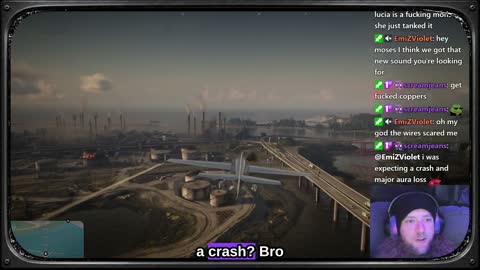 lucia is a fucking mon.
she just tanked it
EmiZViolet: hey
moses I think we got that
new sound you're looking
for
screamjeans: get
fucked coppers
screamjeans:
EmiZViolet: oh my
god the wires scared me
screamjeans:
@EmiZViolet i was
expecting a crash and
major aura loss
a crash? Bro